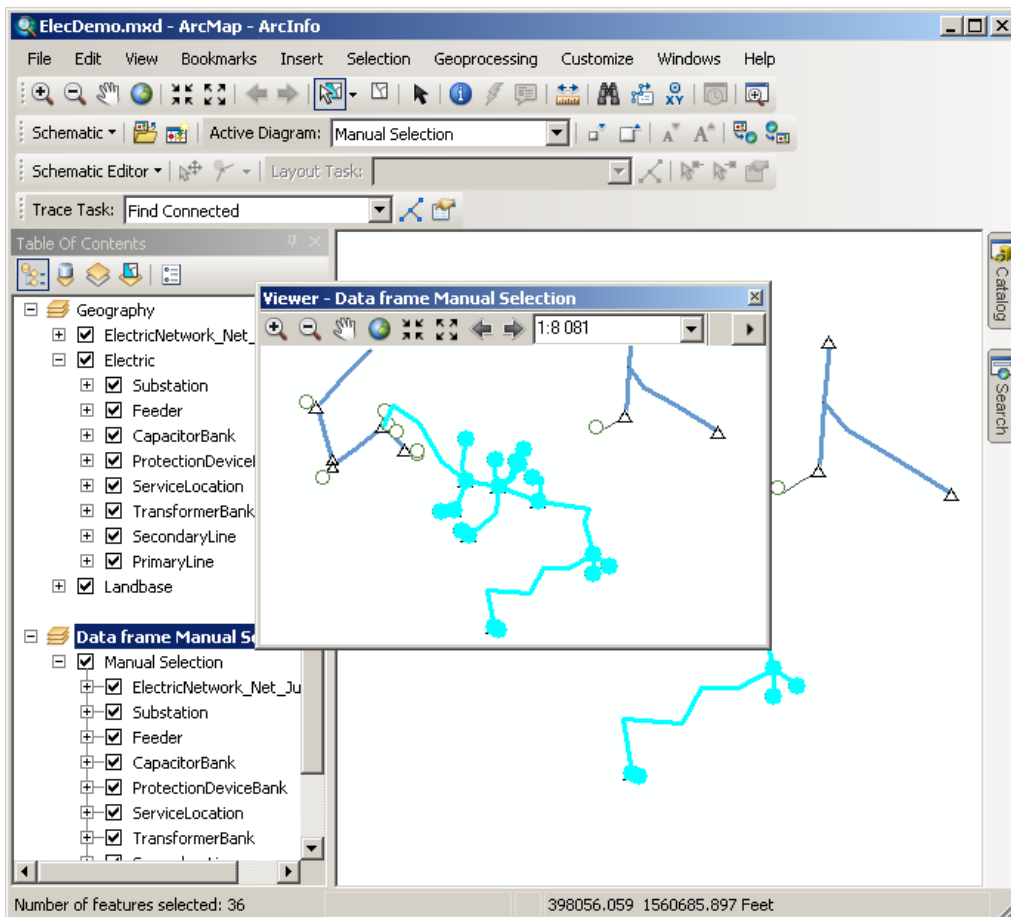 ElecDemo.mxd - ArcMap - ArcInfo
File Edit View Bookmarks Insert Selection Geoprocessing Customize Windows Help
XY
Schematic Active Diagram: Manual Selection A A
Schematic Editor Layout Task:
Trace Task: Find Connected
Table Of Contents
Geography
ElectricNetwork_Net_
Electric
Substation
Feeder
CapacitorBank
ProtectionDevice
ServiceLocation
TransformerBank
SecondaryLine
PrimaryLine
Landbase
Data frame Manual Se
Manual Selection
ElectricNetwork_Net_Ju
Substation
Feeder
CapacitorBank
ProtectionDeviceBank
ServiceLocation
TransformerBank
Viewer - Data frame Manual Selection
1:8 081
Catalog
Search
Number of features selected: 36
398056.059 1560685.897 Feet